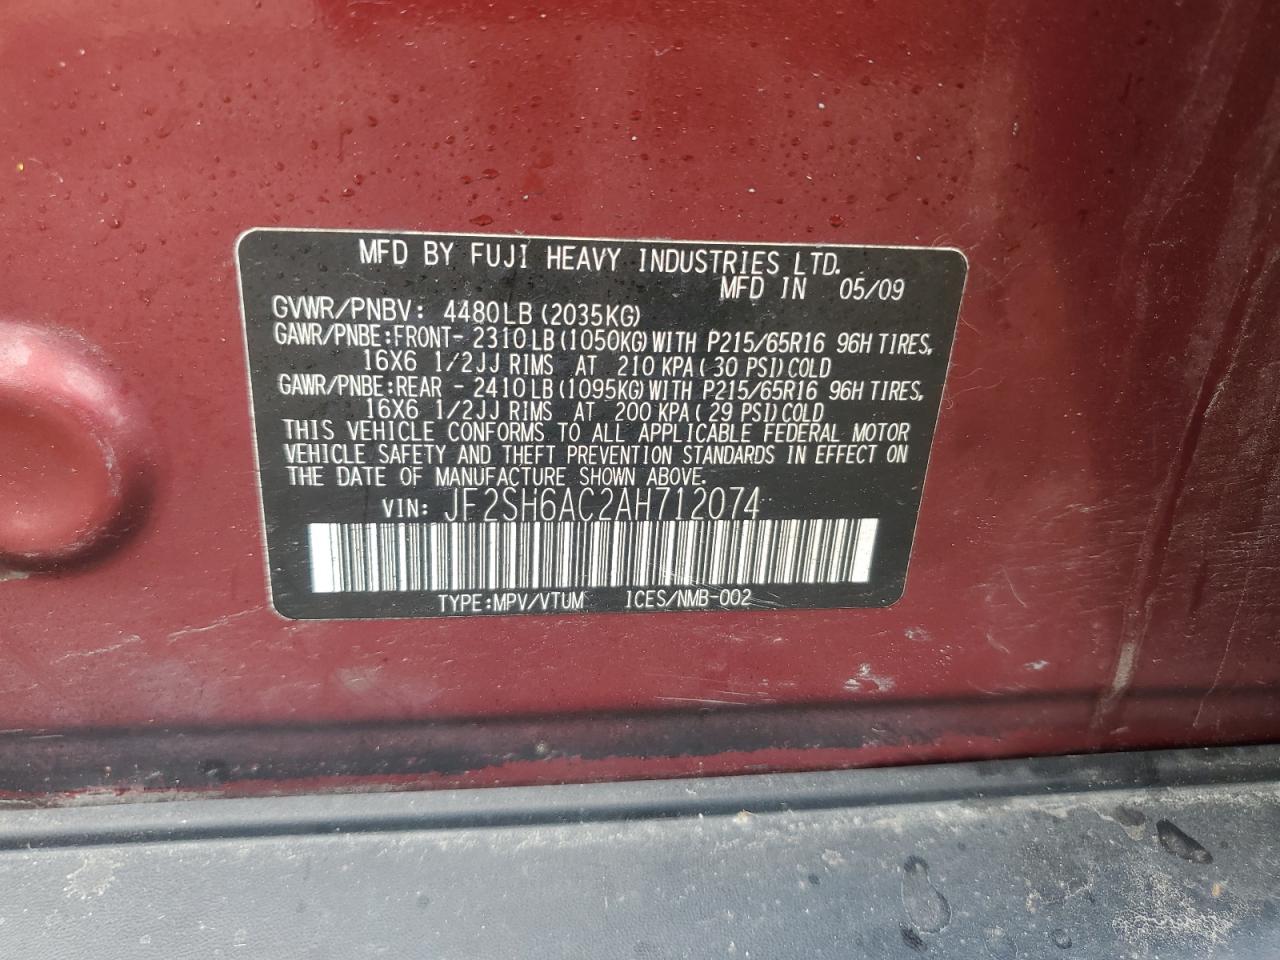 MFD BY FUJI HEAVY INDUSTRIES LTD.
MFD IN 05/09
GVWR/PNBV: 4480LB(2035KG)
GAWR/PNBE:FRONT- 2310LB(1050KG)WITH P215/65R16 96H TIRES,
16X6 1/2JJ RIMS AT 210 KPA( 30 PSI)COLD
GAWR/PNBE:REAR - 2410LB(1095KG)WITH P215/65R16 96H TIRES,
16X6 1/2JJ RIMS AT 200 KPA( 29 PSI)COLD
THIS VEHICLE CONFORMS TO ALL APPLICABLE FEDERAL MOTOR
VEHICLE SAFETY AND THEFT PREVENTION STANDARDS IN EFFECT ON
THE DATE OF MANUFACTURE SHOWN ABOVE.
VIN: JF2SH6AC2AH712074
TYPE:MPV/VTUM ICES/NMB-002